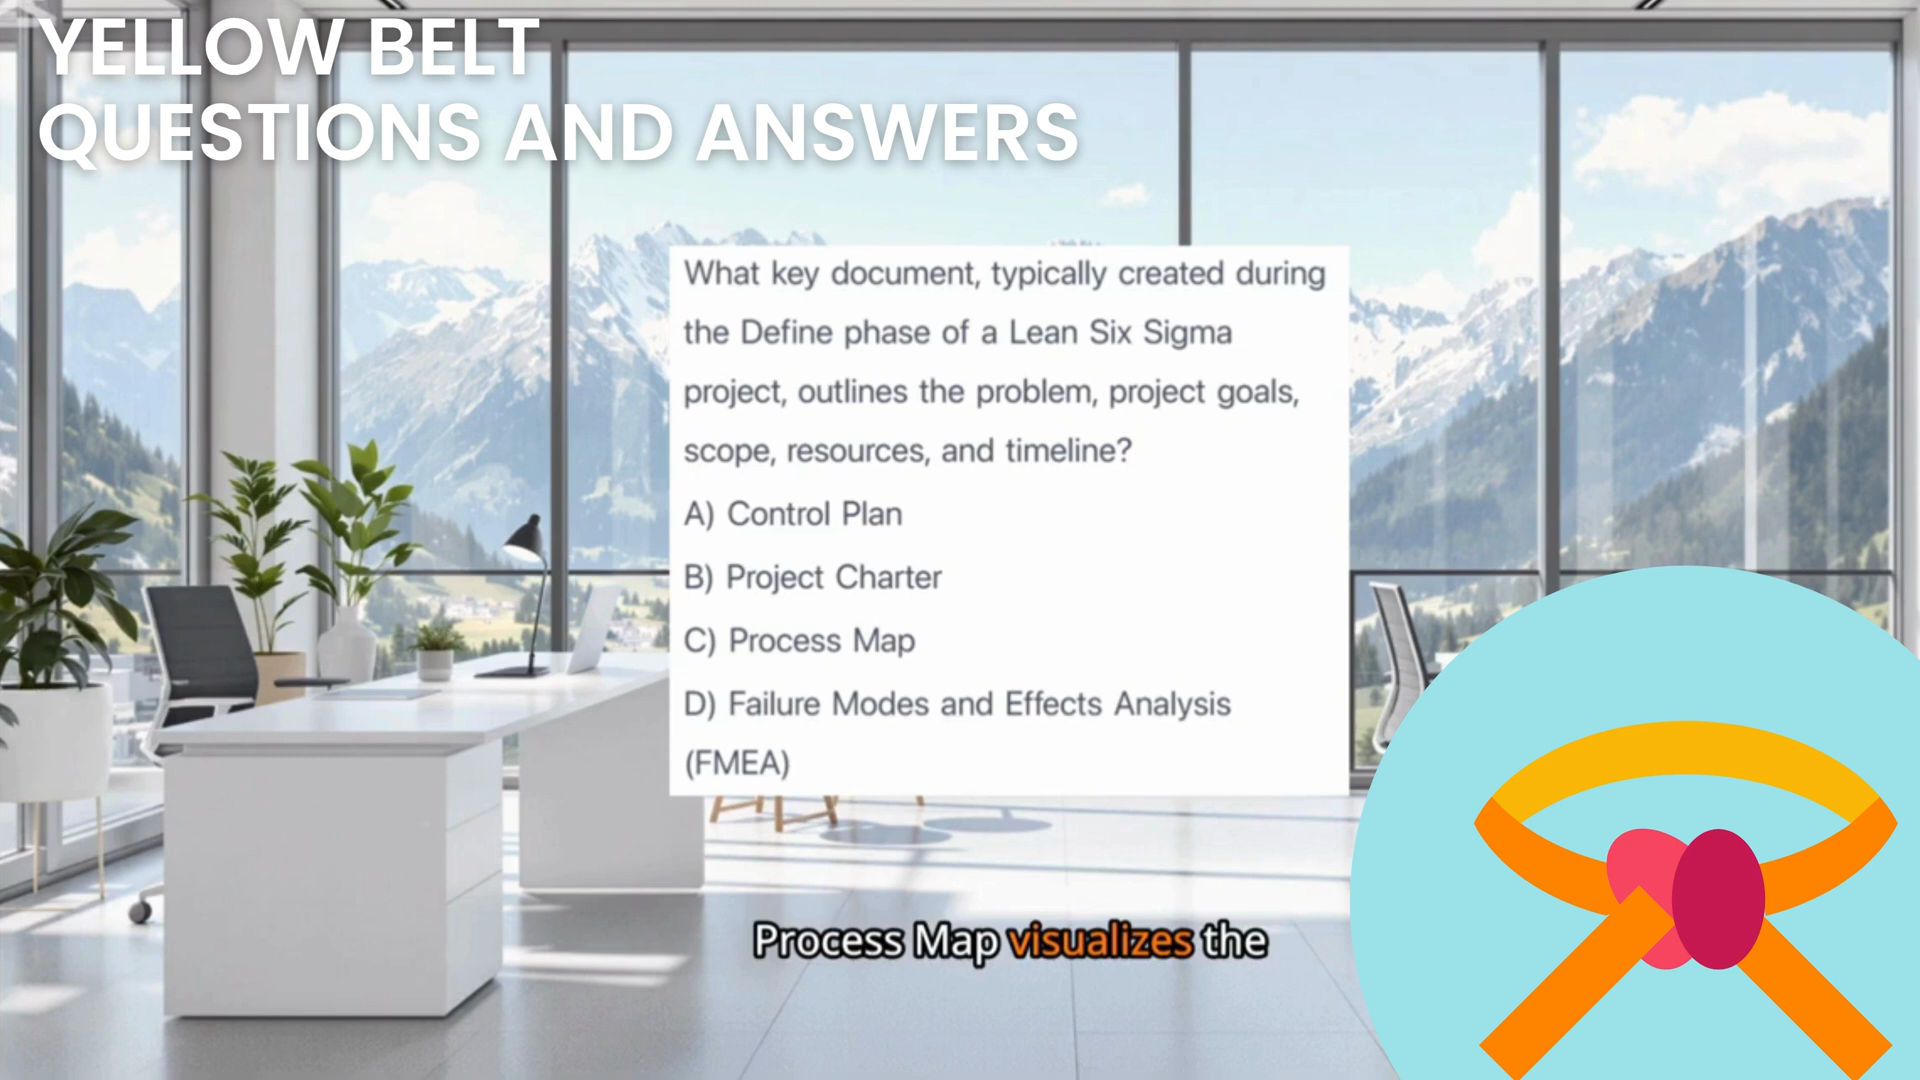 YELLOW BELT
QUESTIONS AND ANSWERS
What key document, typically created during
the Define phase of a Lean Six Sigma
project, outlines the problem, project goals,
scope, resources, and timeline?
A) Control Plan
B) Project Charter
C) Process Map
D) Failure Modes and Effects Analysis
(FMEA)
Process Map visualizes the